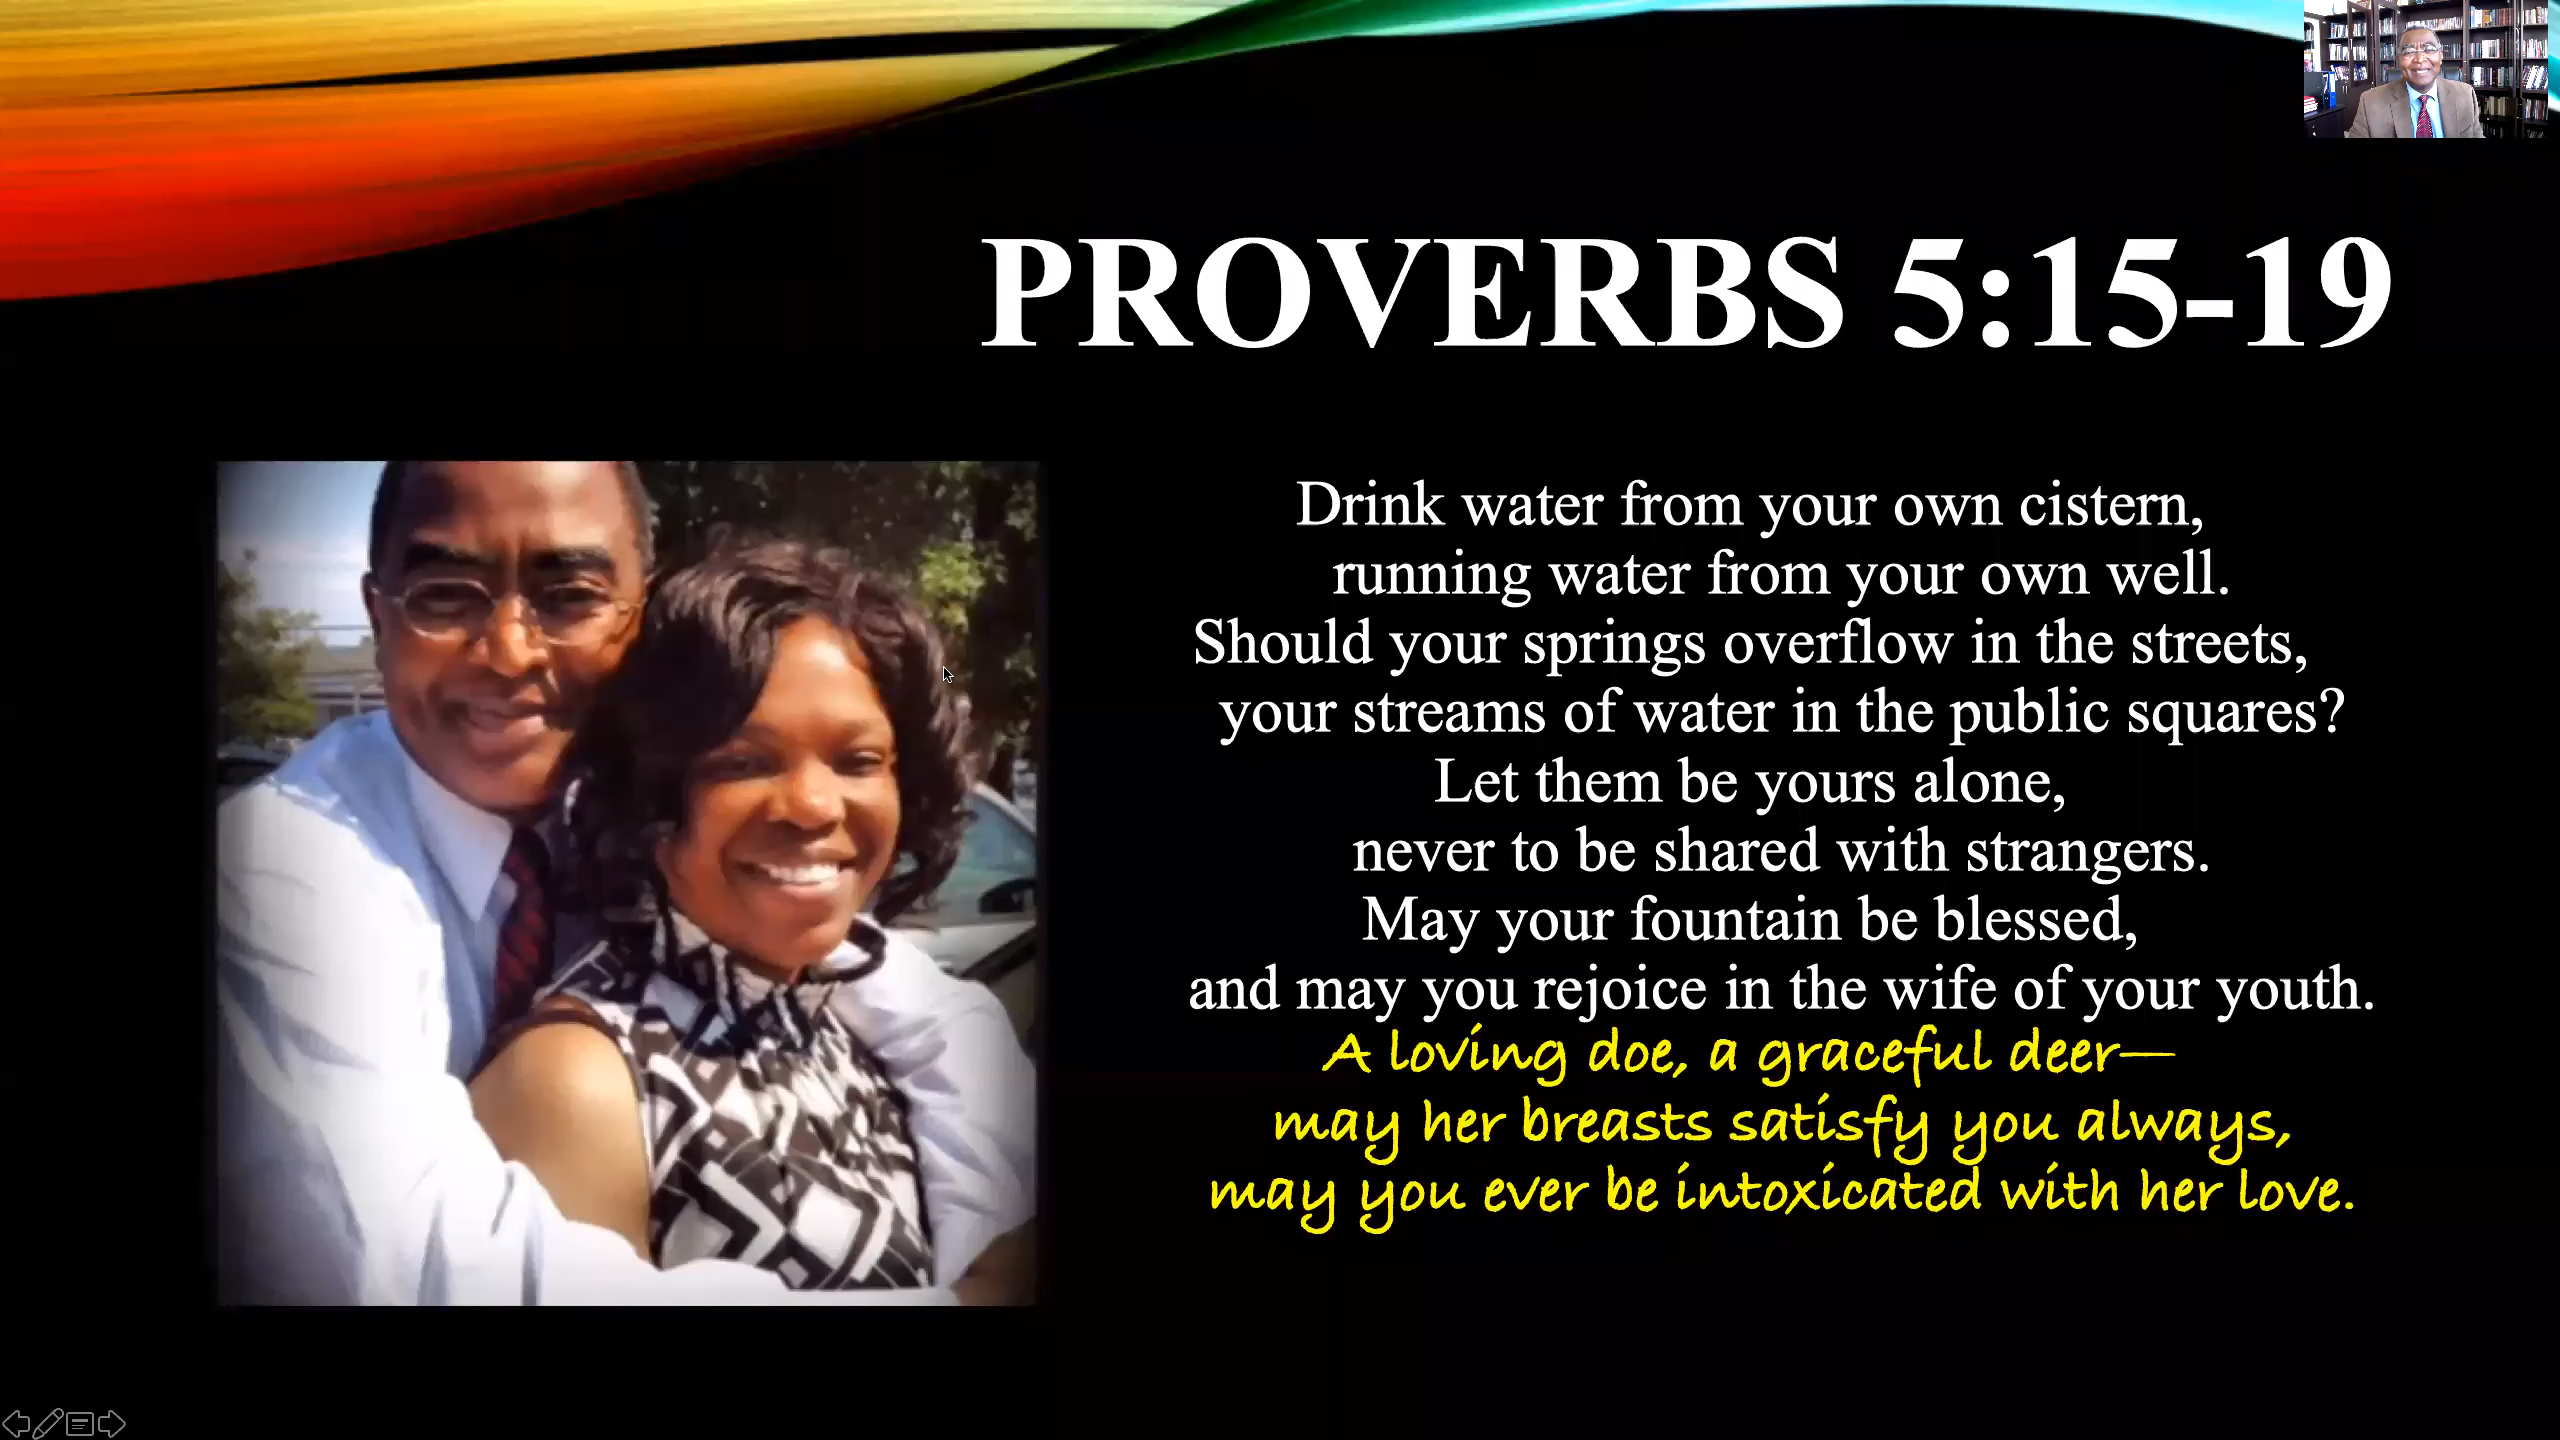 PROVERBS 5:15-19
Drink water from your own cistern,
running water from your own well.
Should your springs overflow in the streets,
your streams of water in the public squares?
Let them be yours alone,
never to be shared with strangers.
May your fountain be blessed,
and may you rejoice in the wife of your youth.
A loving doe, a graceful deer—
may her breasts satisfy you always,
may you ever be intoxicated with her love.